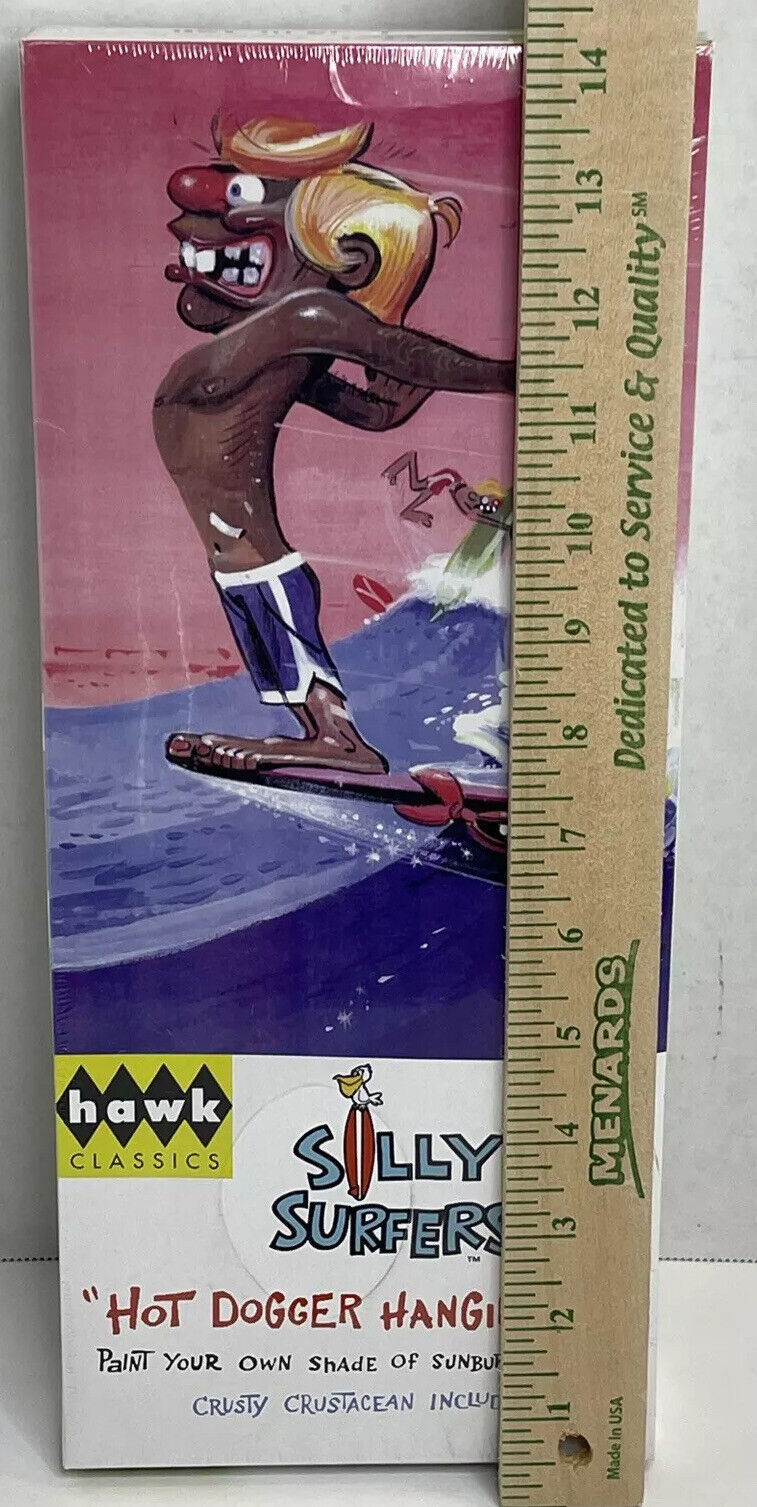 hawk
CLASSICS
SILLY
SURFERS
™
"HOT DOGGER HANGI
PAINT YOUR OWN SHADE OF SUNBU
CRUSTY CRUSTACEAN INCLUD
14
13
12
11
10
9
8
7
6
5
4
3
2
1
Dedicated to Service & Quality SM
MENARDS
Made in USA